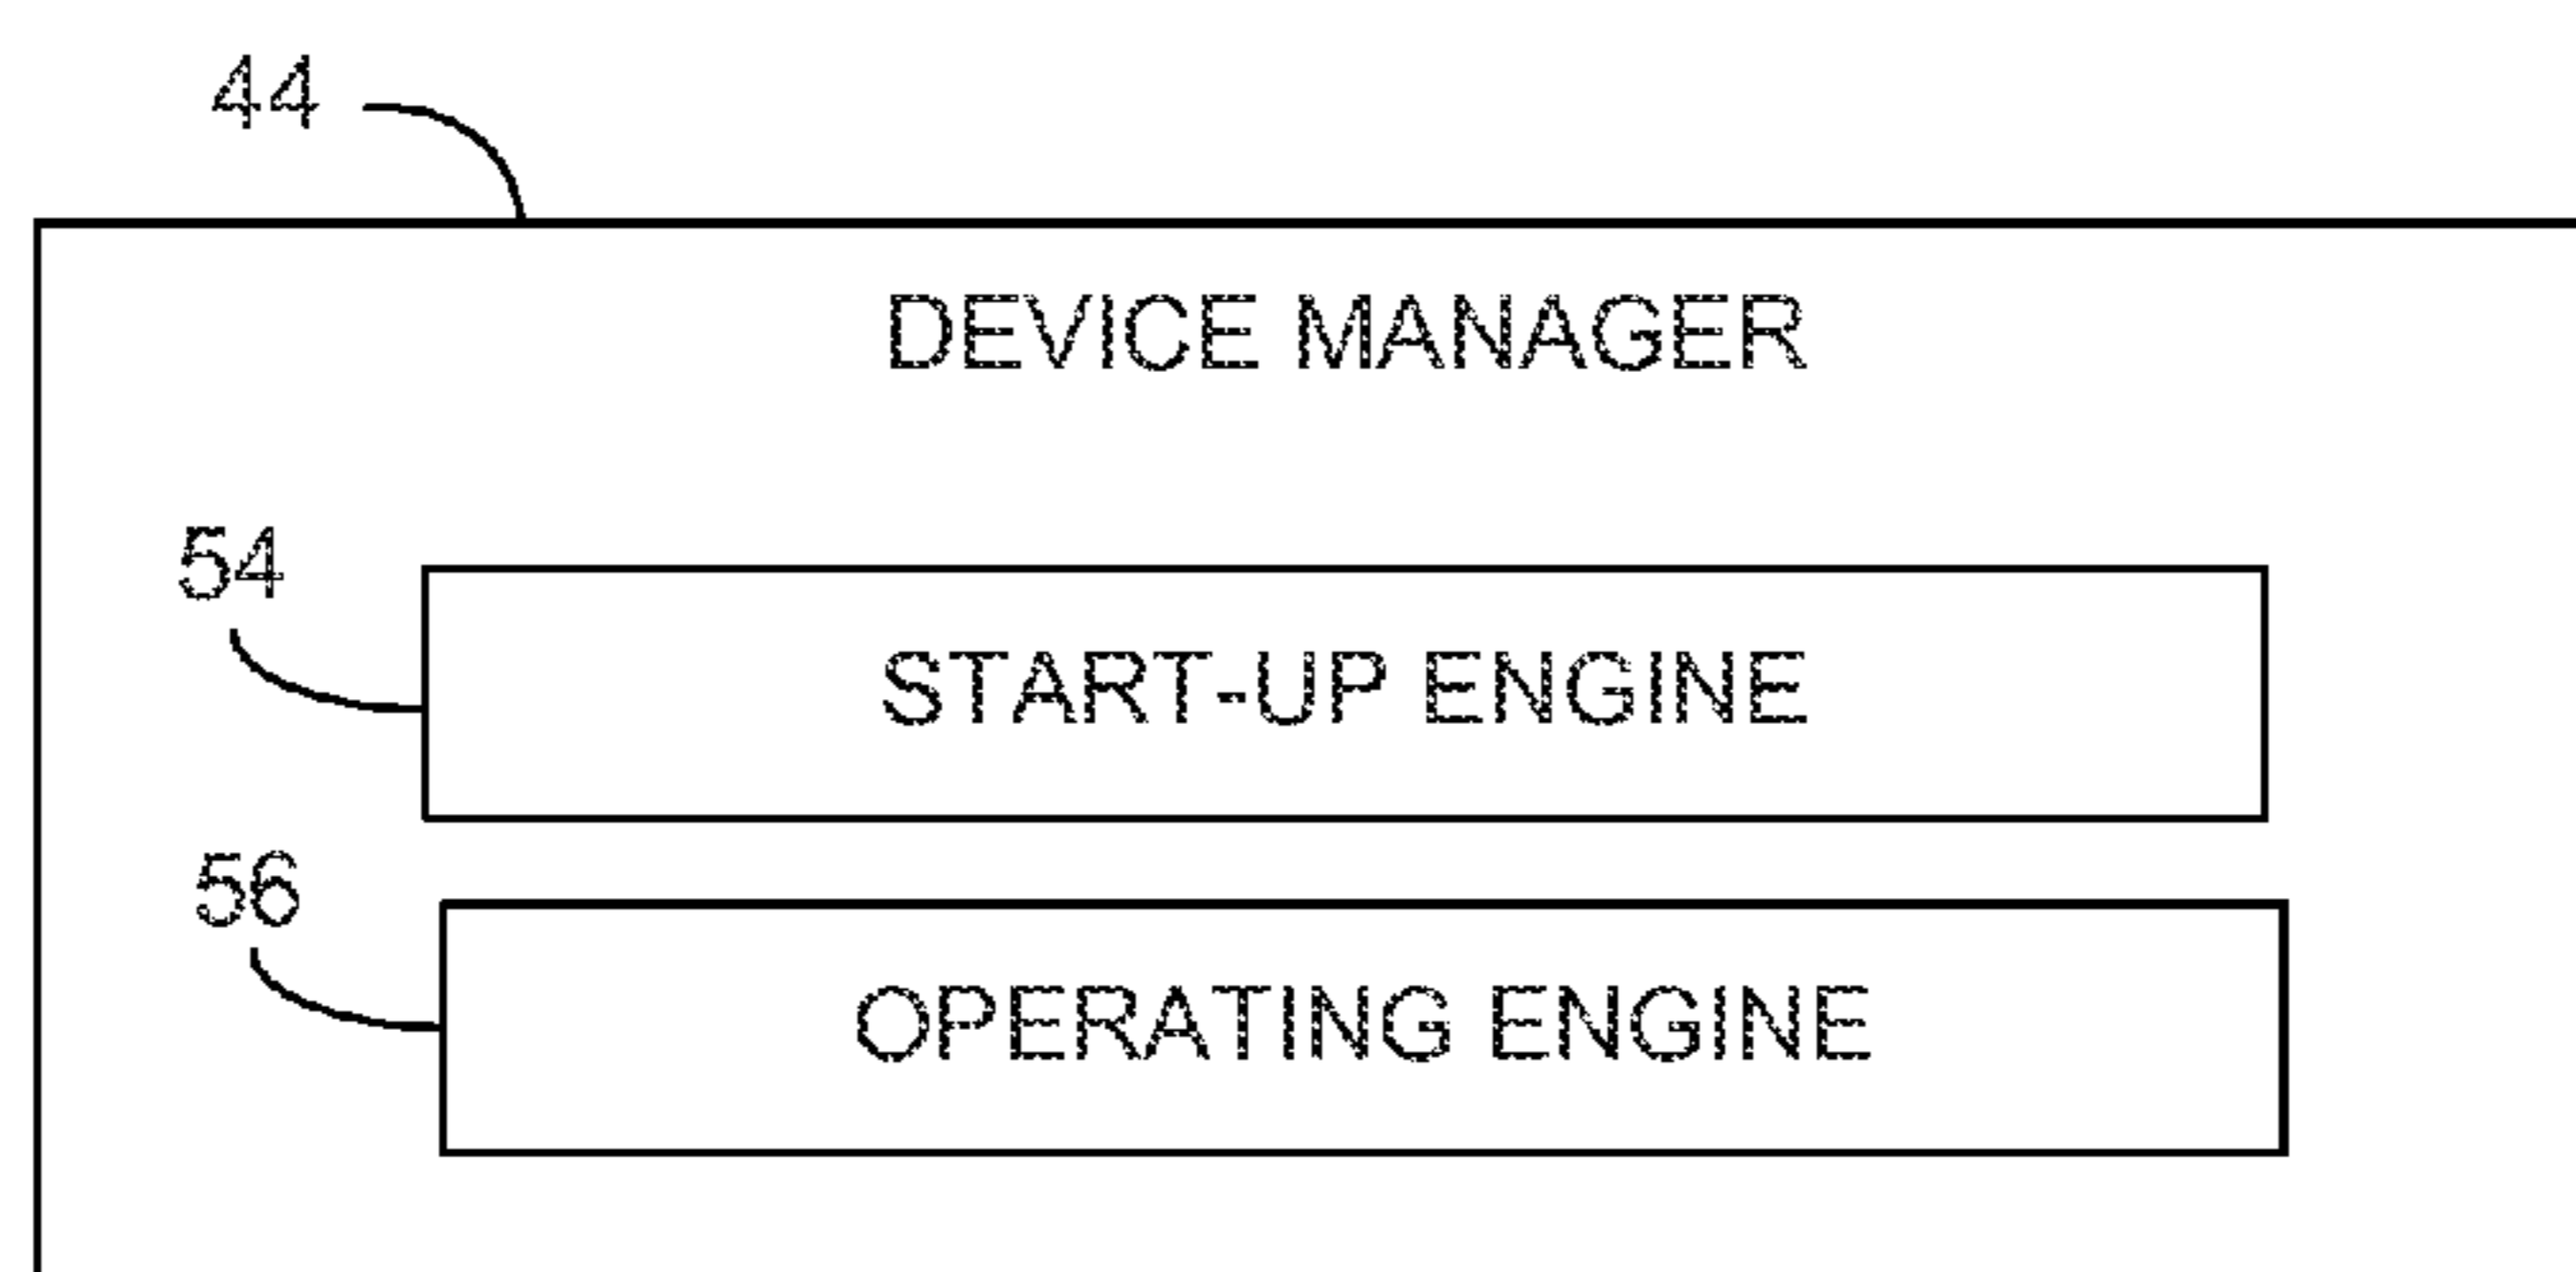 44
DEVICE MANAGER
54
START-UP ENGINE
56
OPERATING ENGINE